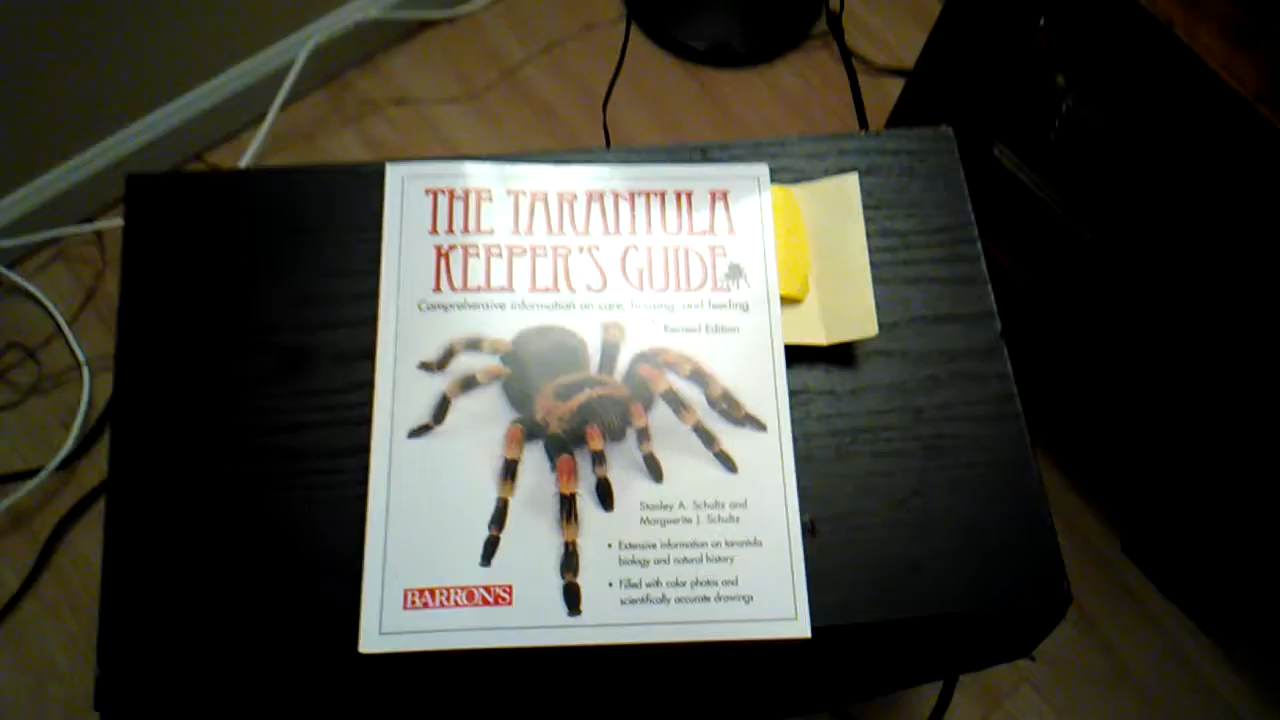 THE TARANTULA
KEEPER'S GUIDE
Comprehensive information on care, housing, and feeding
Revised Edition
Stanley A. Schultz and
Marguerite J. Schultz
• Extensive information on tarantula
biology and natural history
• Filled with color photos and
scientifically accurate drawings
BARRON'S